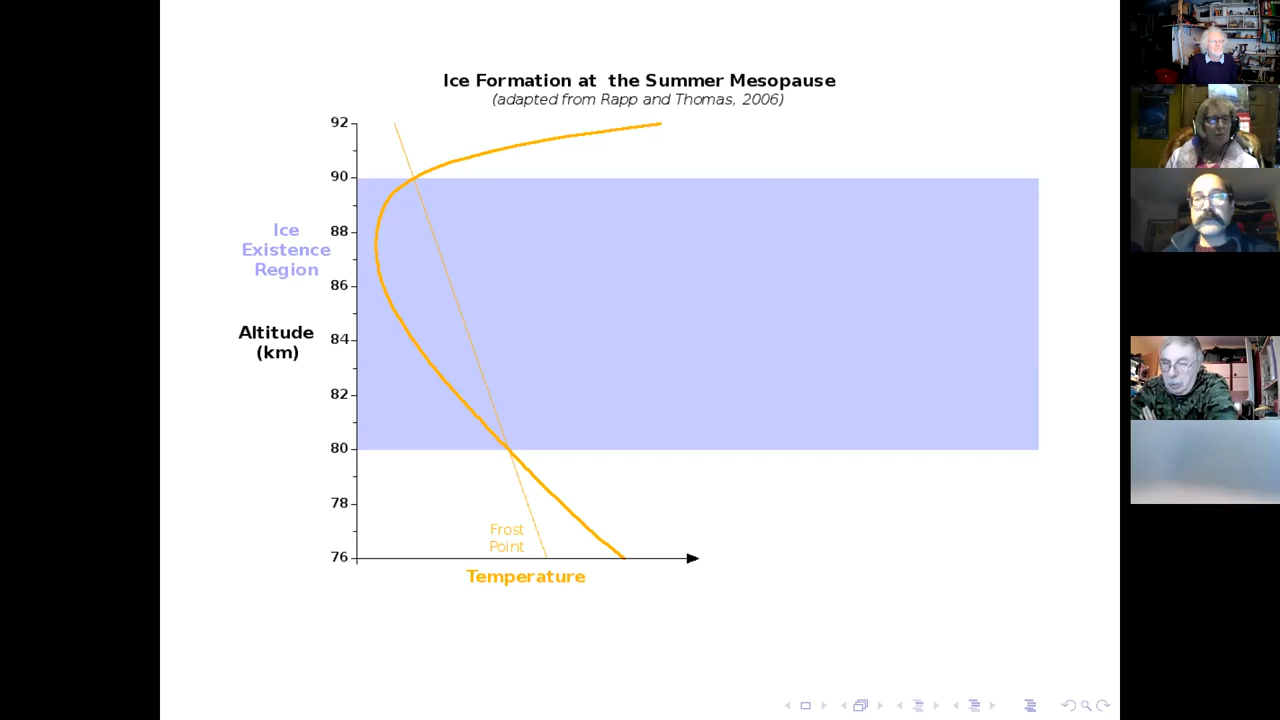 Ice Formation at the Summer Mesopause
(adapted from Rapp and Thomas, 2006)
92
90
88
86
84
82
80
78
76
Ice
Existence
Region
Altitude
(km)
Frost
Point
Temperature